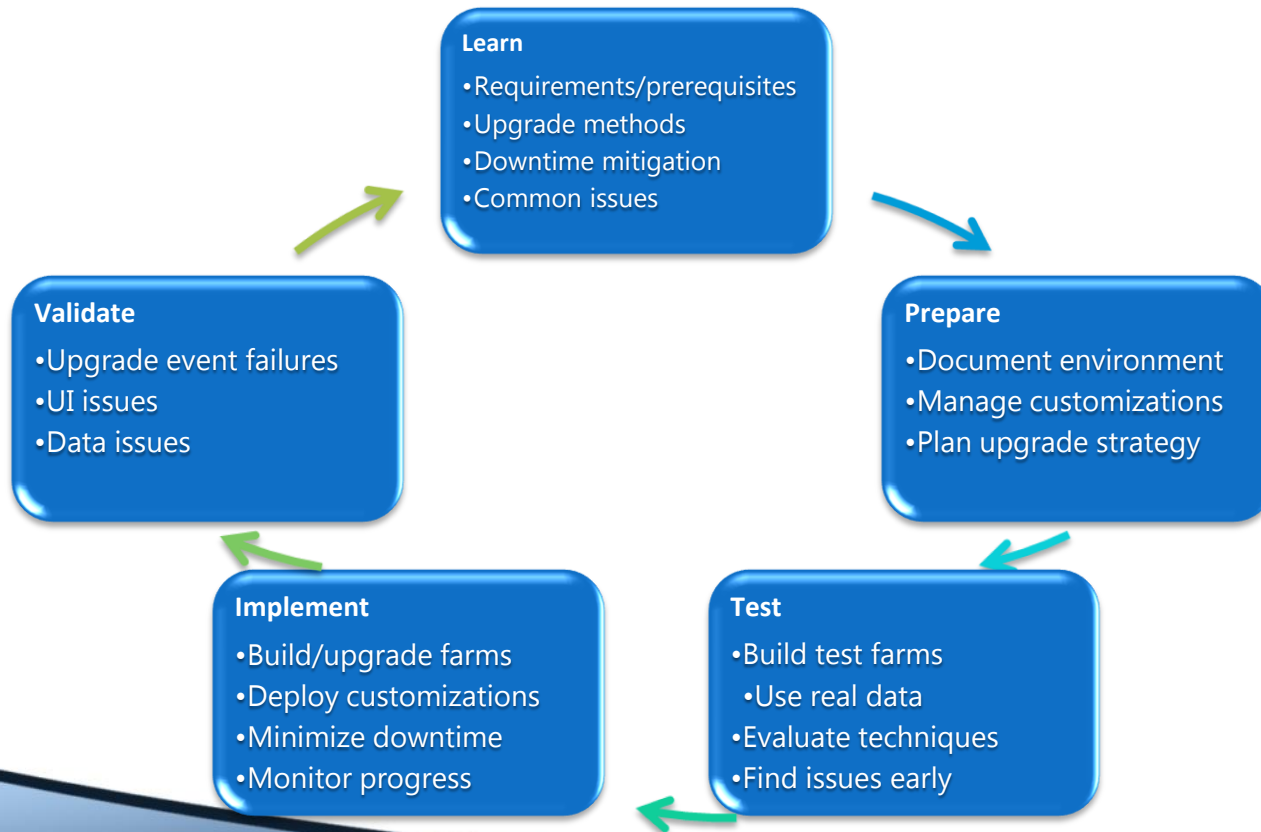 Learn
•Requirements/prerequisites
•Upgrade methods
•Downtime mitigation
•Common issues
Prepare
•Document environment
•Manage customizations
•Plan upgrade strategy
Test
•Build test farms
•Use real data
•Evaluate techniques
•Find issues early
Implement
•Build/upgrade farms
•Deploy customizations
•Minimize downtime
•Monitor progress
Validate
•Upgrade event failures
•UI issues
•Data issues